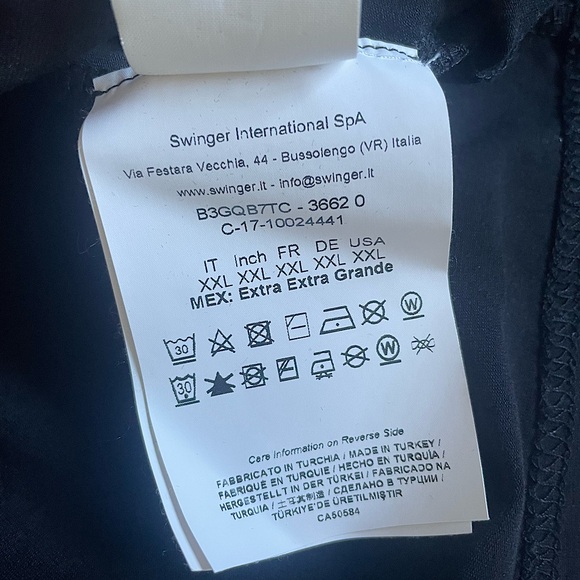 Swinger International SpA
Via Festara Vecchia, 44 - Bussolengo (VR) Italia
www.swinger.it - info@swinger.it
B3GQB7TC - 3662 0
C-17-10024441
IT Inch FR DE USA
XXL XXL XXL XXL XXL
MEX: Extra Extra Grande
30 W
30 W
Care Information on Reverse Side
FABBRICATO IN TURCHIA / MADE IN TURKEY /
FABRIQUÉ EN TURQUIE / HECHO EN TURQUÍA /
HERGESTELLT IN DER TÜRKEI / FABRICADO NA
TURQUIA / 土耳其制造 / СДЕЛАНО В ТУРЦИИ /
TÜRKİYE'DE ÜRETİLMİŞTİR
CA50584